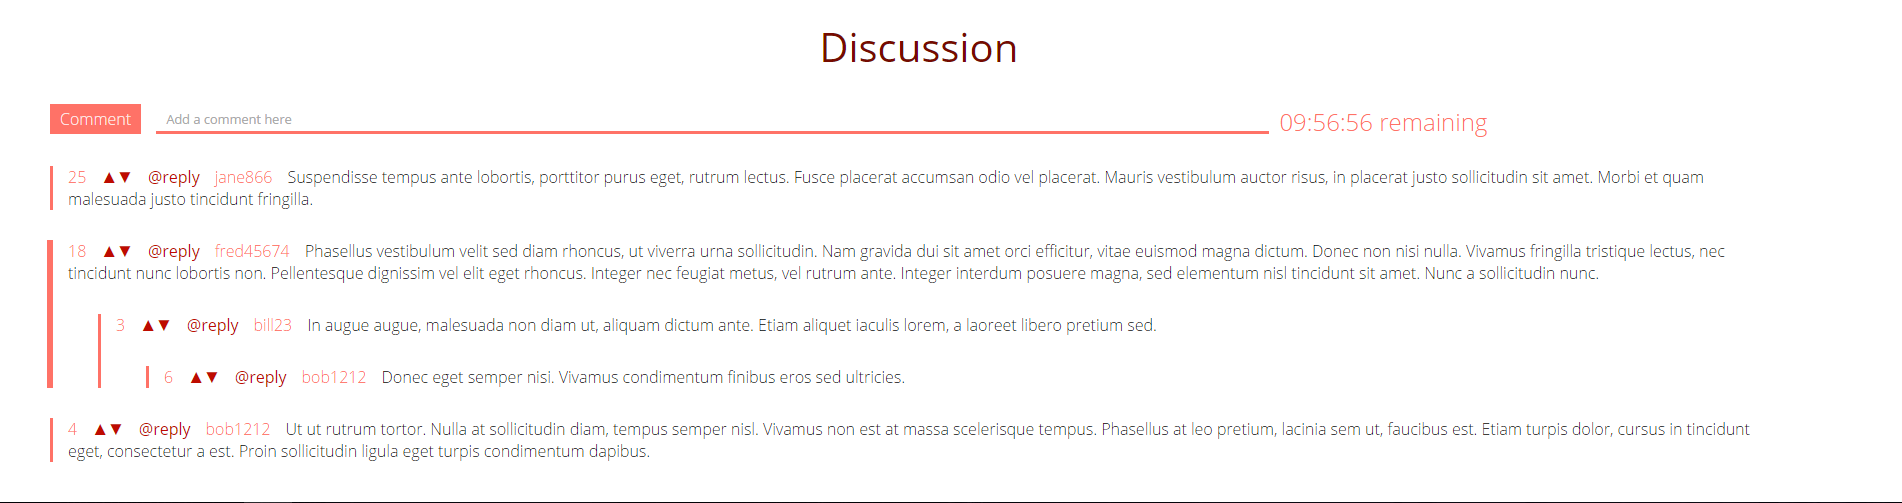 Discussion
Comment Add a comment here 09:56:56 remaining
25 ▲▼ @reply jane866 Suspendisse tempus ante lobortis, porttitor purus eget, rutrum lectus. Fusce placerat accumsan odio vel placerat. Mauris vestibulum auctor risus, in placerat justo sollicitudin sit amet. Morbi et quam
malesuada justo tincidunt fringilla.
18 ▲▼ @reply fred45674 Phasellus vestibulum velit sed diam rhoncus, ut viverra urna sollicitudin. Nam gravida dui sit amet orci efficitur, vitae euismod magna dictum. Donec non nisi nulla. Vivamus fringilla tristique lectus, nec
tincidunt nunc lobortis non. Pellentesque dignissim vel elit eget rhoncus. Integer nec feugiat metus, vel rutrum ante. Integer interdum posuere magna, sed elementum nisl tincidunt sit amet. Nunc a sollicitudin nunc.
3 ▲▼ @reply bill23 In augue augue, malesuada non diam ut, aliquam dictum ante. Etiam aliquet iaculis lorem, a laoreet libero pretium sed.
6 ▲▼ @reply bob1212 Donec eget semper nisi. Vivamus condimentum finibus eros sed ultricies.
4 ▲▼ @reply bob1212 Ut ut rutrum tortor. Nulla at sollicitudin diam, tempus semper nisl. Vivamus non est at massa scelerisque tempus. Phasellus at leo pretium, lacinia sem ut, faucibus est. Etiam turpis dolor, cursus in tincidunt
eget, consectetur a est. Proin sollicitudin ligula eget turpis condimentum dapibus.